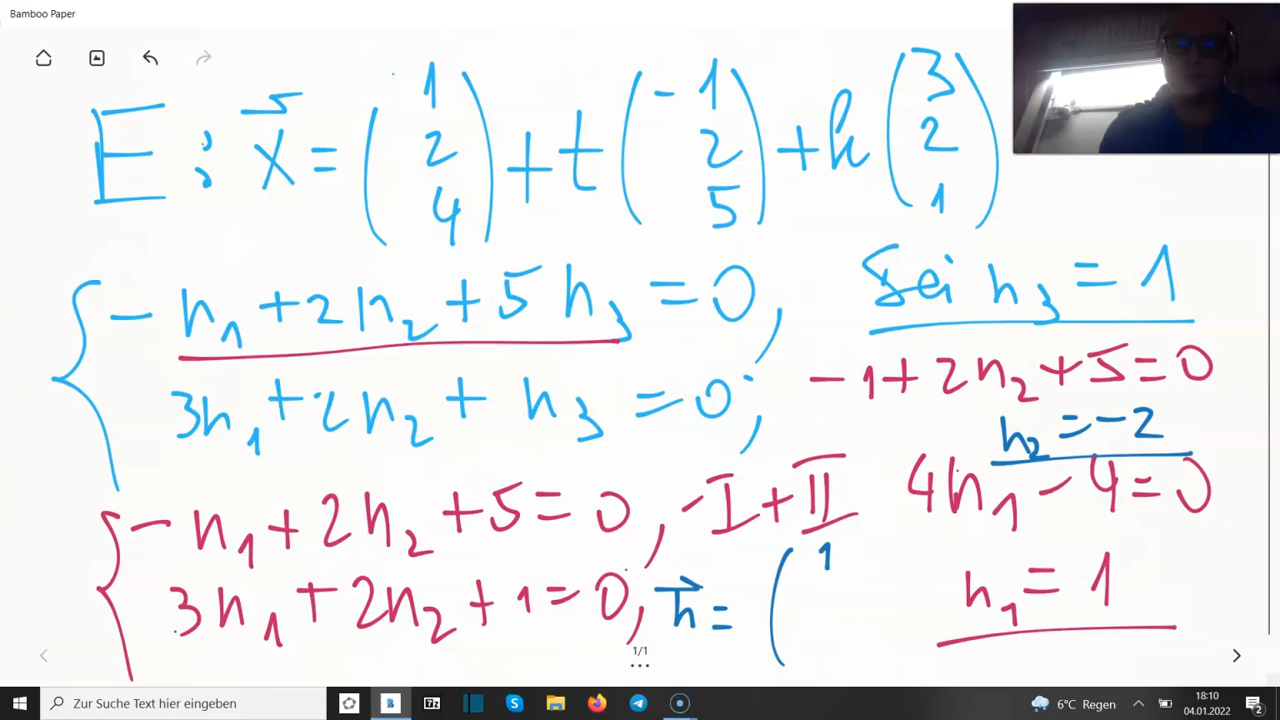 Bamboo Paper
E: x⃗ = (1 2 4) + t (-1 2 5) + k (3 2 1)
-n₁ + 2n₂ + 5n₃ = 0,
Sei n₃ = 1
3n₁ + 2n₂ + n₃ = 0;
-1 + 2n₂ + 5 = 0
n₂ = -2
-n₁ + 2n₂ + 5 = 0, -I + II
4n₁ - 4 = 0
3n₁ + 2n₂ + 1 = 0,
n⃗ = ( 1
n₁ = 1
1/1
Zur Suche Text hier eingeben
6°C Regen
18:10
04.01.2022